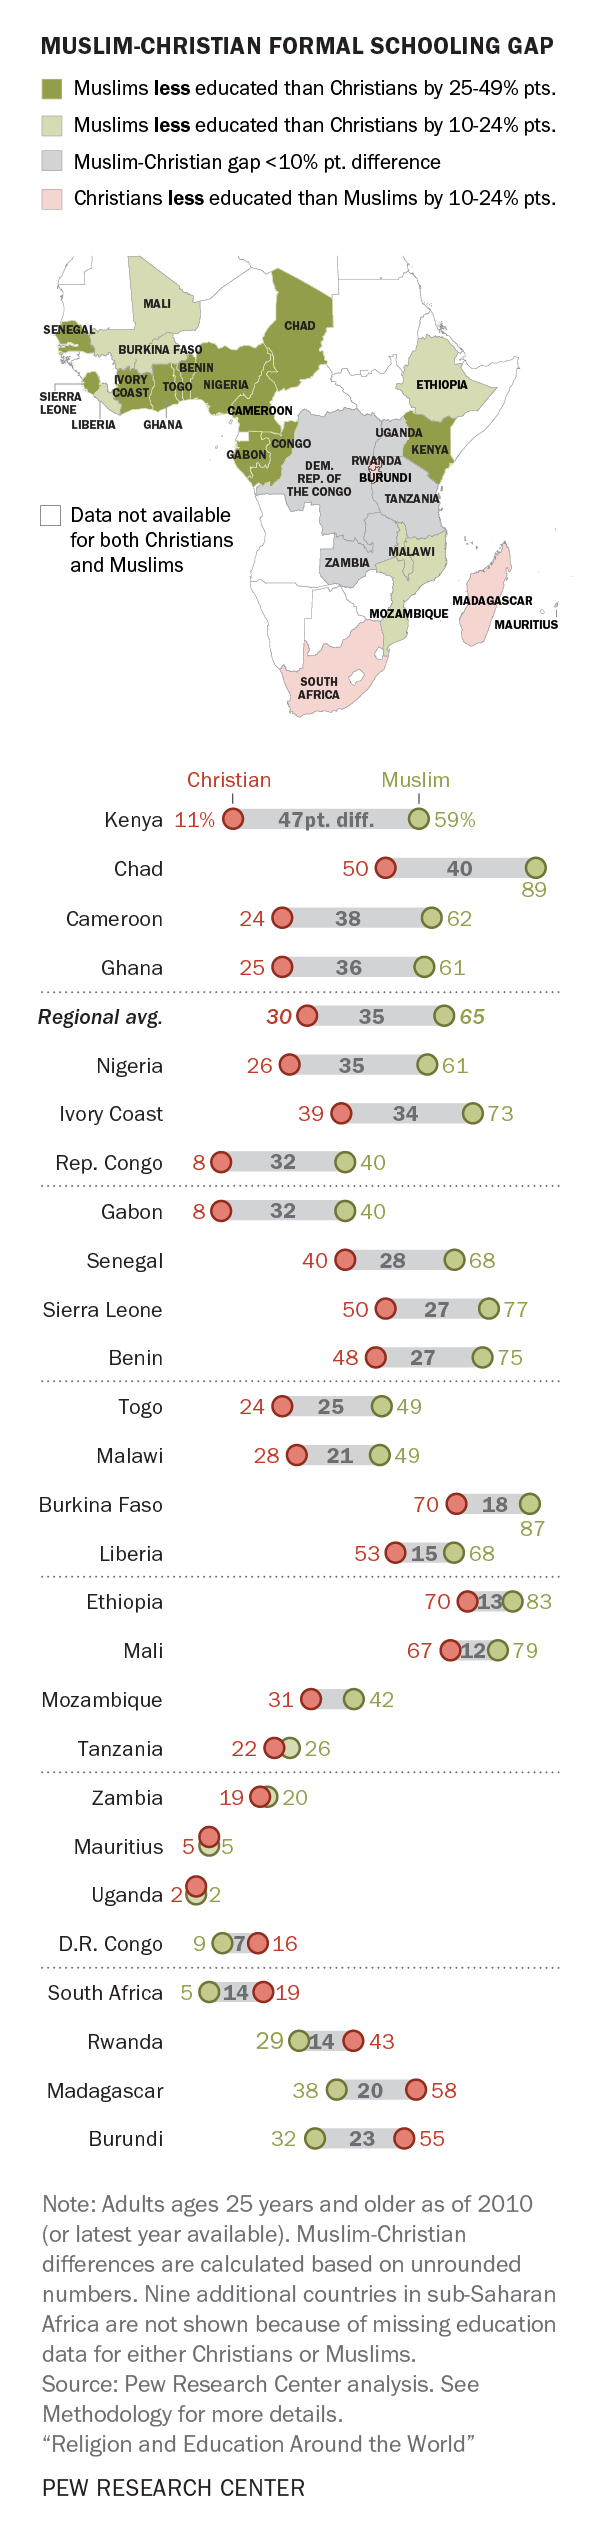 MUSLIM-CHRISTIAN FORMAL SCHOOLING GAP
Muslims less educated than Christians by 25-49% pts.
Muslims less educated than Christians by 10-24% pts.
Muslim-Christian gap <10% pt. difference
Christians less educated than Muslims by 10-24% pts.
MALI
SENEGAL
CHAD
BURKINA FASO
BENIN
IVORY
COAST
TOGO
NIGERIA
ETHIOPIA
SIERRA
LEONE
LIBERIA
GHANA
CAMEROON
UGANDA
CONGO
KENYA
GABON
RWANDA
DEM.
REP. OF
THE CONGO
BURUNDI
TANZANIA
Data not available
for both Christians
and Muslims
MALAWI
ZAMBIA
MADAGASCAR
MOZAMBIQUE
MAURITIUS
SOUTH
AFRICA
Christian Muslim
Kenya 11% 47pt. diff. 59%
Chad 50 40 89
Cameroon 24 38 62
Ghana 25 36 61
Regional avg. 30 35 65
Nigeria 26 35 61
Ivory Coast 39 34 73
Rep. Congo 8 32 40
Gabon 8 32 40
Senegal 40 28 68
Sierra Leone 50 27 77
Benin 48 27 75
Togo 24 25 49
Malawi 28 21 49
Burkina Faso 70 18 87
Liberia 53 15 68
Ethiopia 70 13 83
Mali 67 12 79
Mozambique 31 42
Tanzania 22 26
Zambia 19 20
Mauritius 5 5
Uganda 2 2
D.R. Congo 9 7 16
South Africa 5 14 19
Rwanda 29 14 43
Madagascar 38 20 58
Burundi 32 23 55
Note: Adults ages 25 years and older as of 2010
(or latest year available). Muslim-Christian
differences are calculated based on unrounded
numbers. Nine additional countries in sub-Saharan
Africa are not shown because of missing education
data for either Christians or Muslims.
Source: Pew Research Center analysis. See
Methodology for more details.
“Religion and Education Around the World”
PEW RESEARCH CENTER